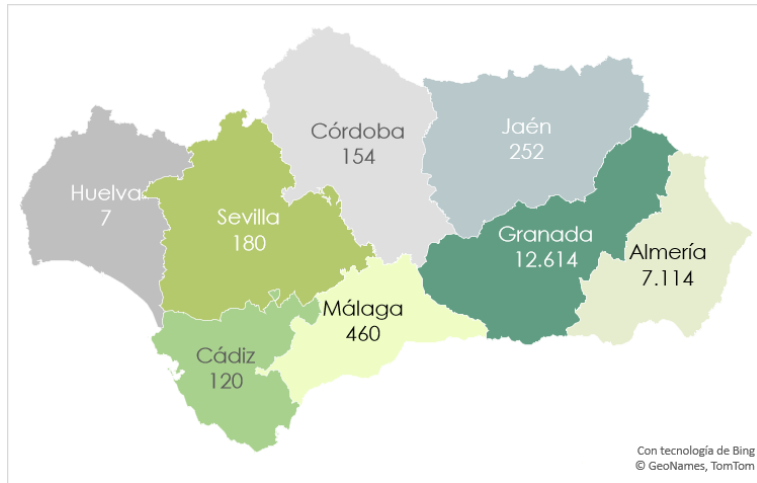 Córdoba
154
Jaén
252
Huelva
7
Sevilla
180
Granada
12.614
Almería
7.114
Málaga
460
Cádiz
120
Con tecnología de Bing
© GeoNames, TomTom